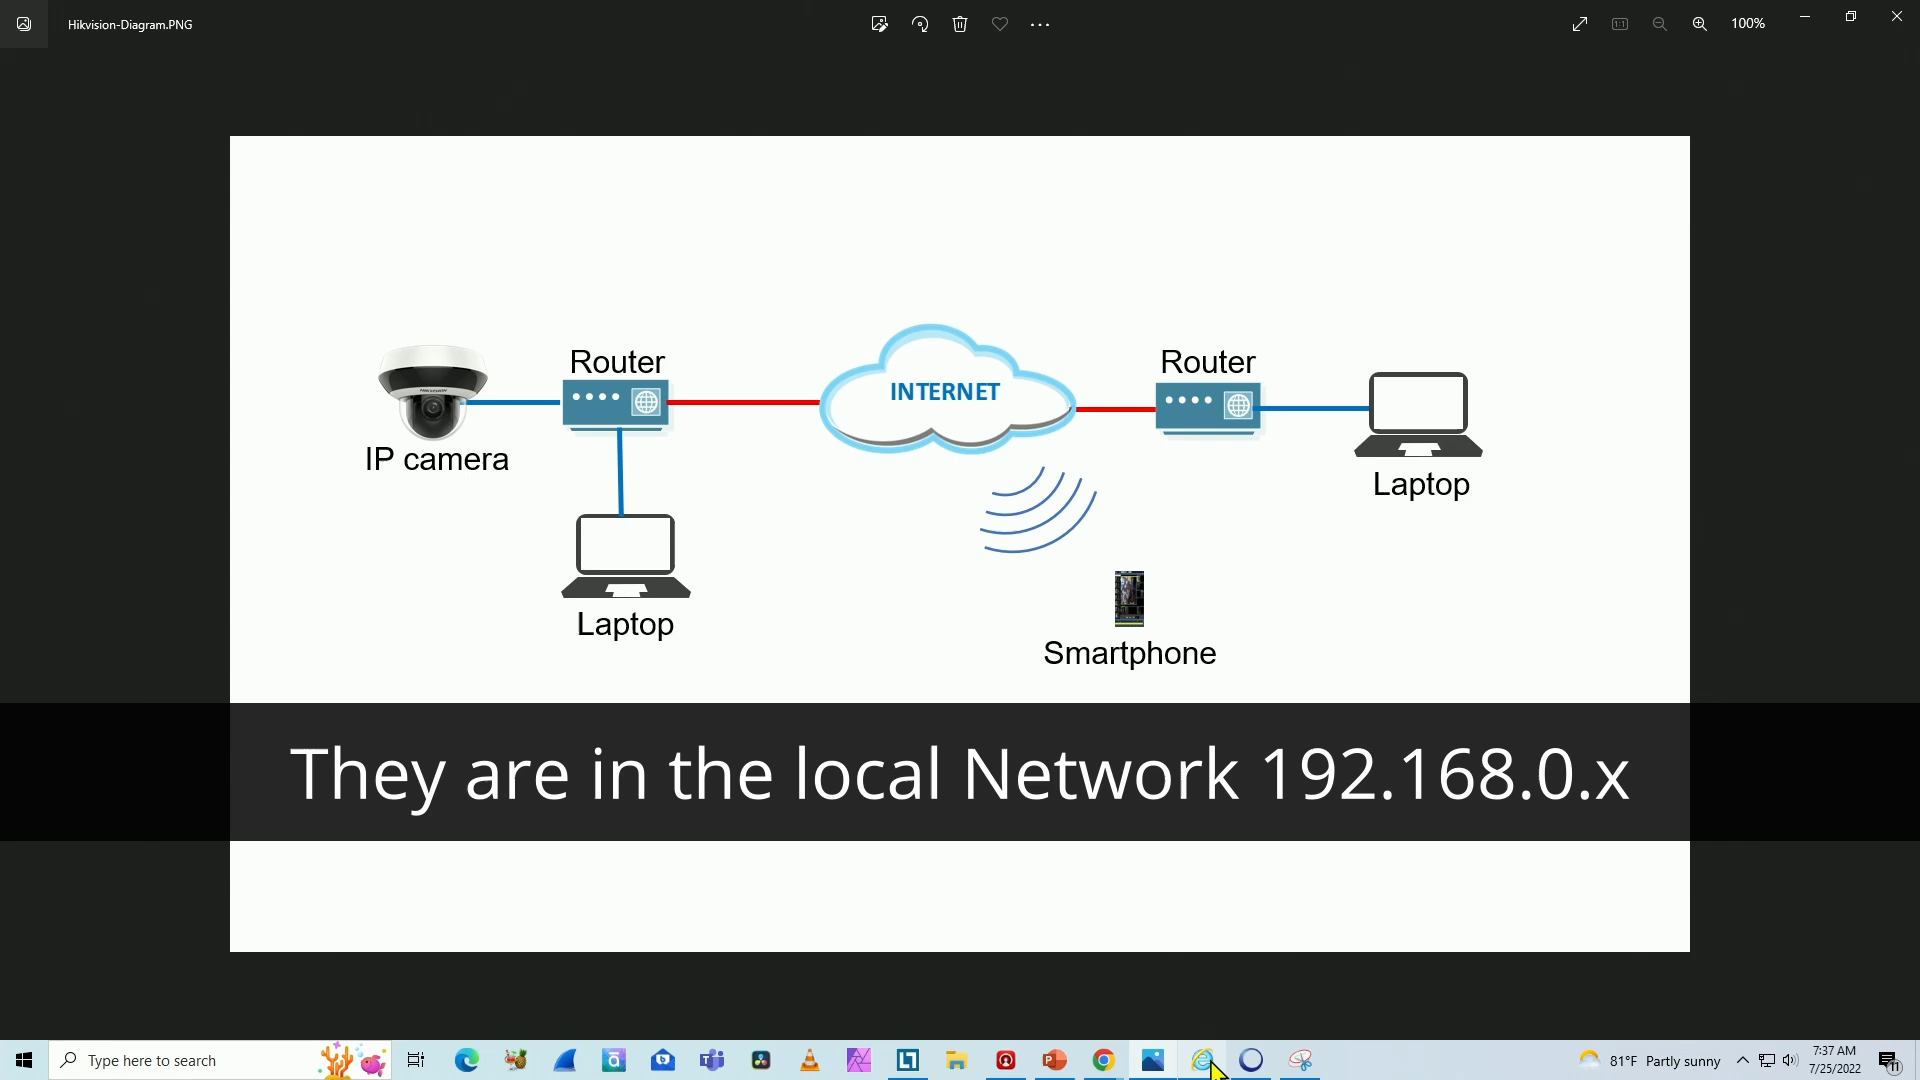 Hikvision-Diagram.PNG
100%
Router
INTERNET
Router
IP camera
Laptop
Laptop
Smartphone
They are in the local Network 192.168.0.x
Type here to search
81°F Partly sunny
7:37 AM
7/25/2022
11